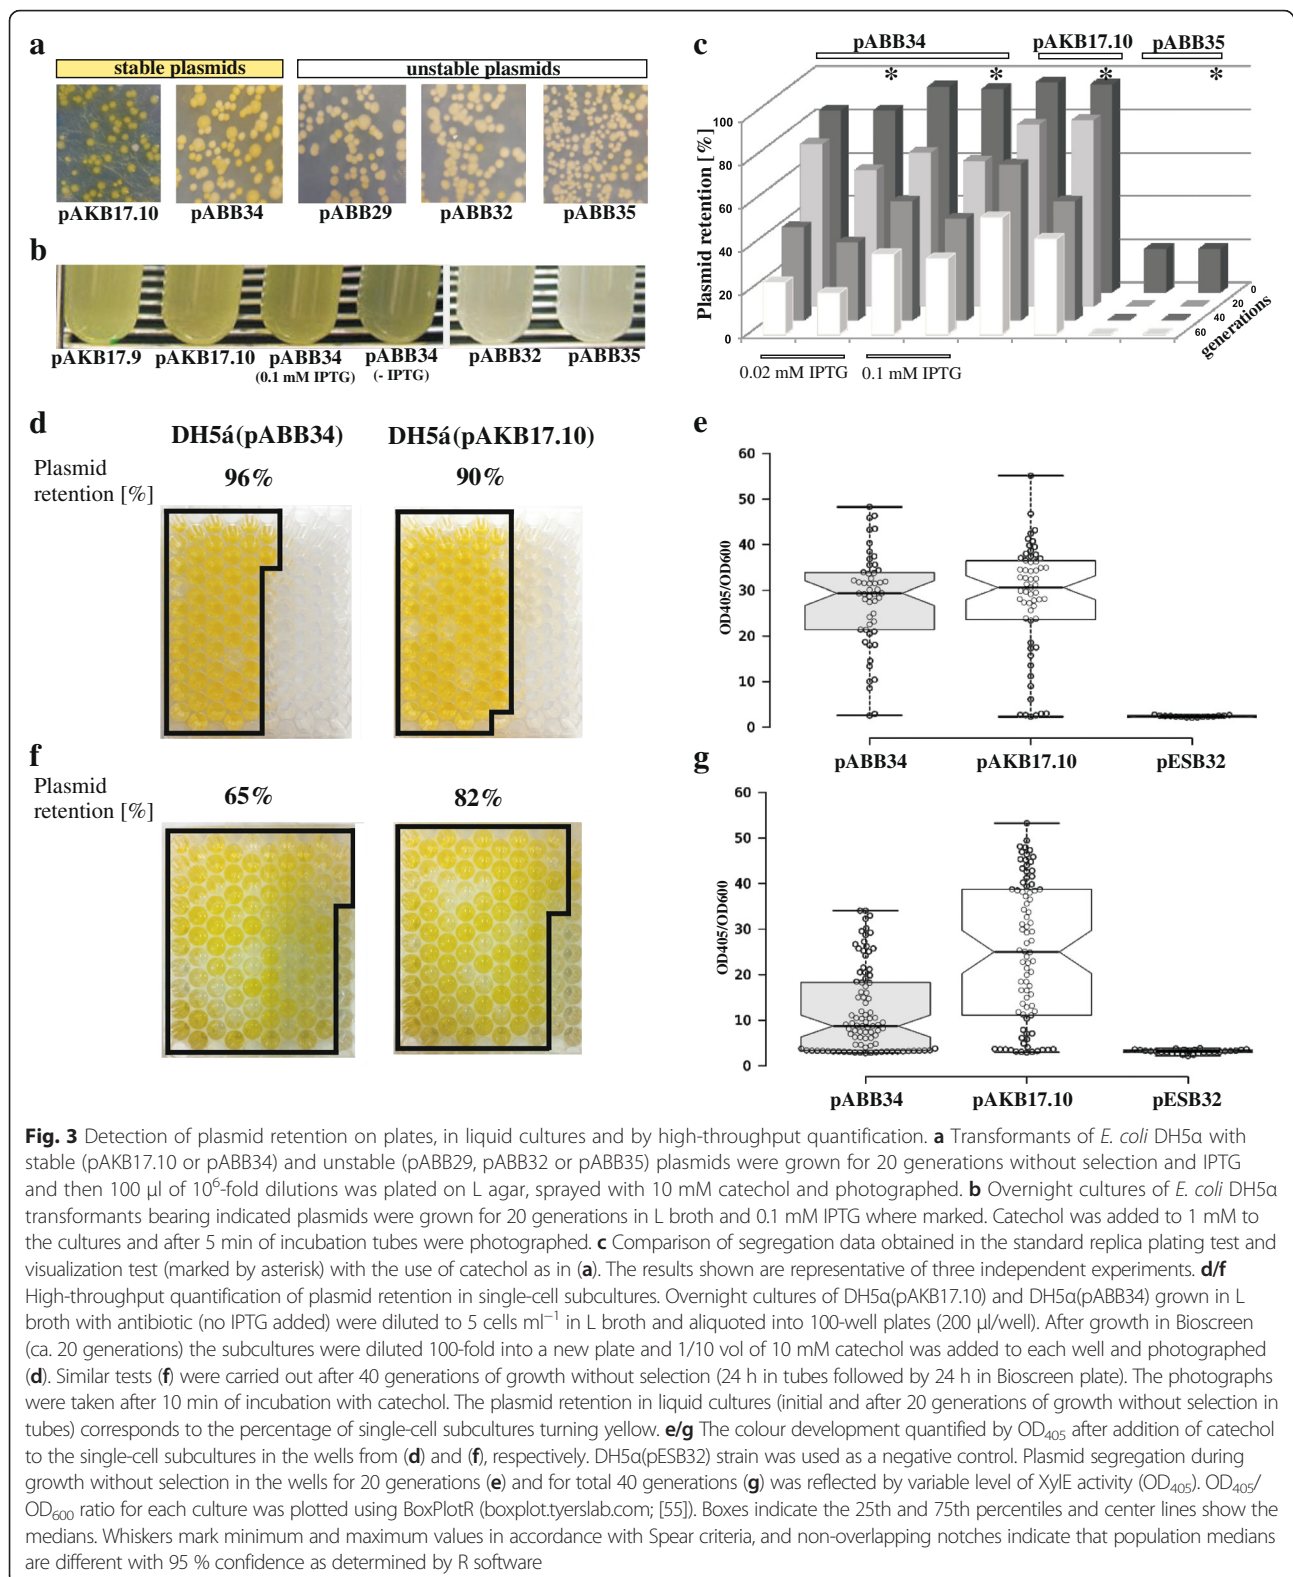 a
stable plasmids
unstable plasmids
pAKB17.10
pABB34
pABB29
pABB32
pABB35
b
pAKB17.9
pAKB17.10
pABB34
(0.1 mM IPTG)
pABB34
(- IPTG)
pABB32
pABB35
c
pABB34
pAKB17.10
pABB35
* * * *
Plasmid retention [%]
100
80
60
40
20
0
0
20
40
60
generations
0.02 mM IPTG
0.1 mM IPTG
d
DH5á(pABB34)
DH5á(pAKB17.10)
Plasmid
retention [%]
96%
90%
e
OD405/OD600
60
50
40
30
20
10
0
pABB34
pAKB17.10
pESB32
f
Plasmid
retention [%]
65%
82%
g
OD405/OD600
60
50
40
30
20
10
0
pABB34
pAKB17.10
pESB32
Fig. 3 Detection of plasmid retention on plates, in liquid cultures and by high-throughput quantification. a Transformants of E. coli DH5α with
stable (pAKB17.10 or pABB34) and unstable (pABB29, pABB32 or pABB35) plasmids were grown for 20 generations without selection and IPTG
and then 100 μl of 10⁶-fold dilutions was plated on L agar, sprayed with 10 mM catechol and photographed. b Overnight cultures of E. coli DH5α
transformants bearing indicated plasmids were grown for 20 generations in L broth and 0.1 mM IPTG where marked. Catechol was added to 1 mM to
the cultures and after 5 min of incubation tubes were photographed. c Comparison of segregation data obtained in the standard replica plating test and
visualization test (marked by asterisk) with the use of catechol as in (a). The results shown are representative of three independent experiments. d/f
High-throughput quantification of plasmid retention in single-cell subcultures. Overnight cultures of DH5α(pAKB17.10) and DH5α(pABB34) grown in L
broth with antibiotic (no IPTG added) were diluted to 5 cells ml⁻¹ in L broth and aliquoted into 100-well plates (200 μl/well). After growth in Bioscreen
(ca. 20 generations) the subcultures were diluted 100-fold into a new plate and 1/10 vol of 10 mM catechol was added to each well and photographed
(d). Similar tests (f) were carried out after 40 generations of growth without selection (24 h in tubes followed by 24 h in Bioscreen plate). The photographs
were taken after 10 min of incubation with catechol. The plasmid retention in liquid cultures (initial and after 20 generations of growth without selection in
tubes) corresponds to the percentage of single-cell subcultures turning yellow. e/g The colour development quantified by OD₄₀₅ after addition of catechol
to the single-cell subcultures in the wells from (d) and (f), respectively. DH5α(pESB32) strain was used as a negative control. Plasmid segregation during
growth without selection in the wells for 20 generations (e) and for total 40 generations (g) was reflected by variable level of XylE activity (OD₄₀₅). OD₄₀₅/
OD₆₀₀ ratio for each culture was plotted using BoxPlotR (boxplot.tyerslab.com; [55]). Boxes indicate the 25th and 75th percentiles and center lines show the
medians. Whiskers mark minimum and maximum values in accordance with Spear criteria, and non-overlapping notches indicate that population medians
are different with 95 % confidence as determined by R software